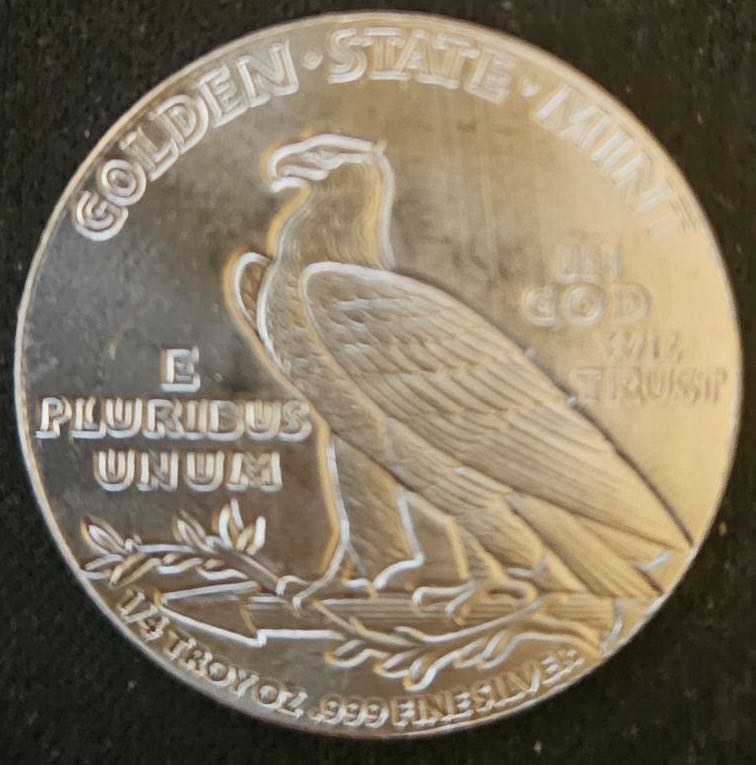 GOLDEN · STATE · MINT
IN
GOD
WE
TRUST
E
PLURIBUS
UNUM
1/4 TROY OZ .999 FINE SILVER